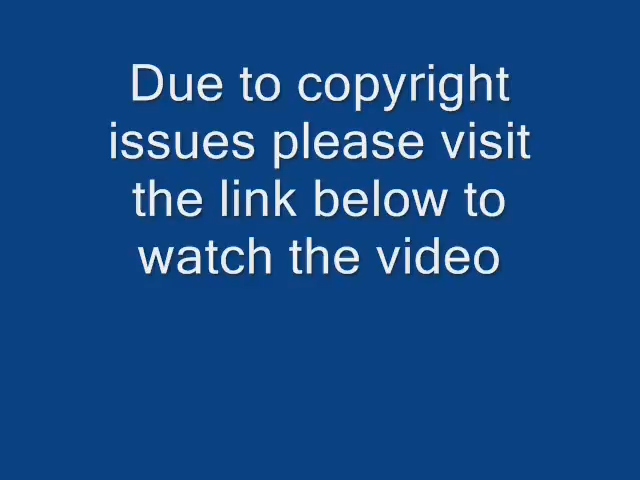 Due to copyright
issues please visit
the link below to
watch the video